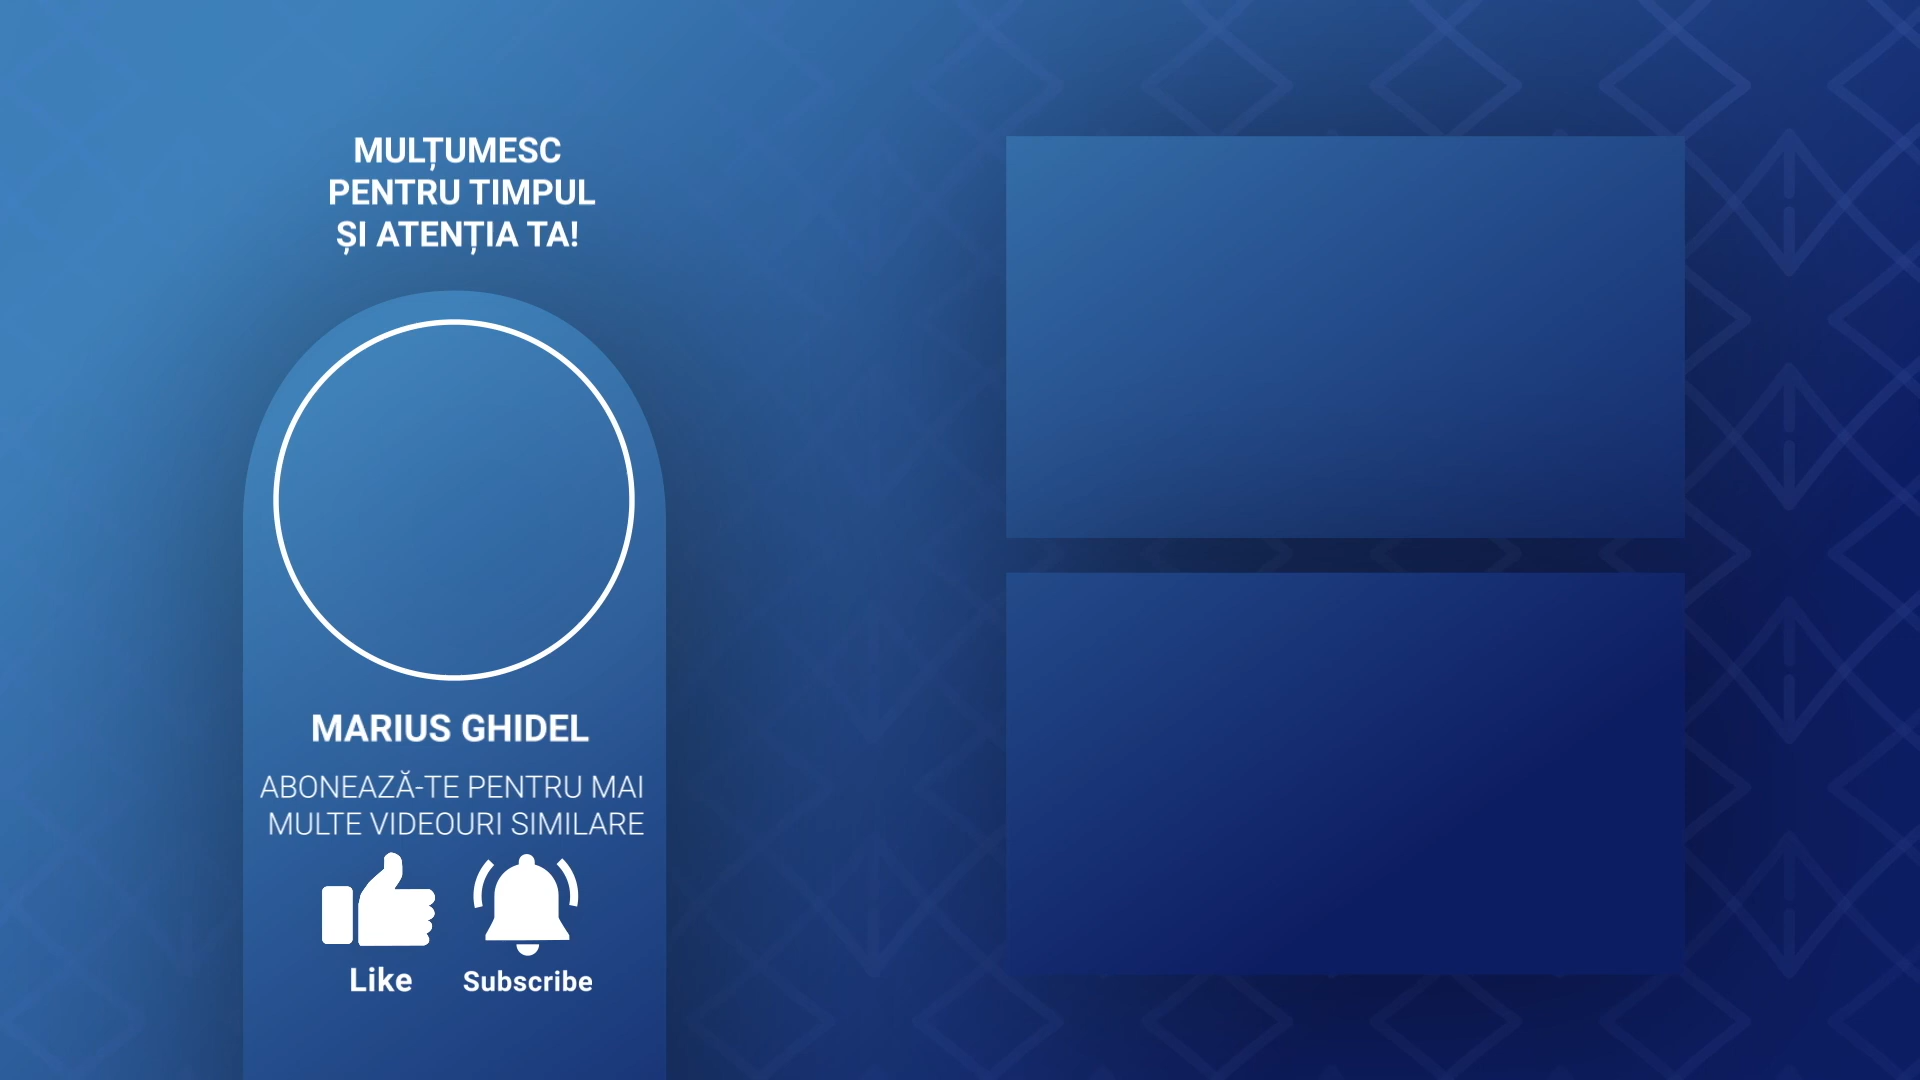 MULȚUMESC
PENTRU TIMPUL
ȘI ATENȚIA TA!
MARIUS GHIDEL
ABONEAZĂ-TE PENTRU MAI
MULTE VIDEOURI SIMILARE
Like
Subscribe